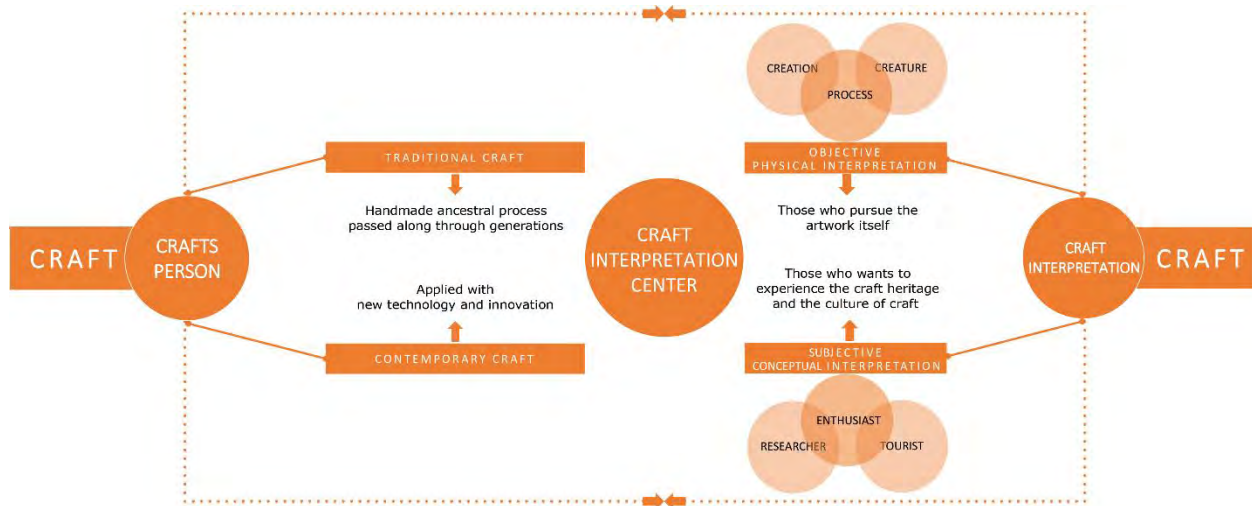 CREATION
CREATURE
PROCESS
TRADITIONAL CRAFT
OBJECTIVE
PHYSICAL INTERPRETATION
Handmade ancestral process
passed along through generations
Those who pursue the
artwork itself
CRAFT
CRAFTS
PERSON
CRAFT
INTERPRETATION
CENTER
CRAFT
INTERPRETATION
CRAFT
Applied with
new technology and innovation
Those who wants to
experience the craft heritage
and the culture of craft
CONTEMPORARY CRAFT
SUBJECTIVE
CONCEPTUAL INTERPRETATION
ENTHUSIAST
RESEARCHER
TOURIST